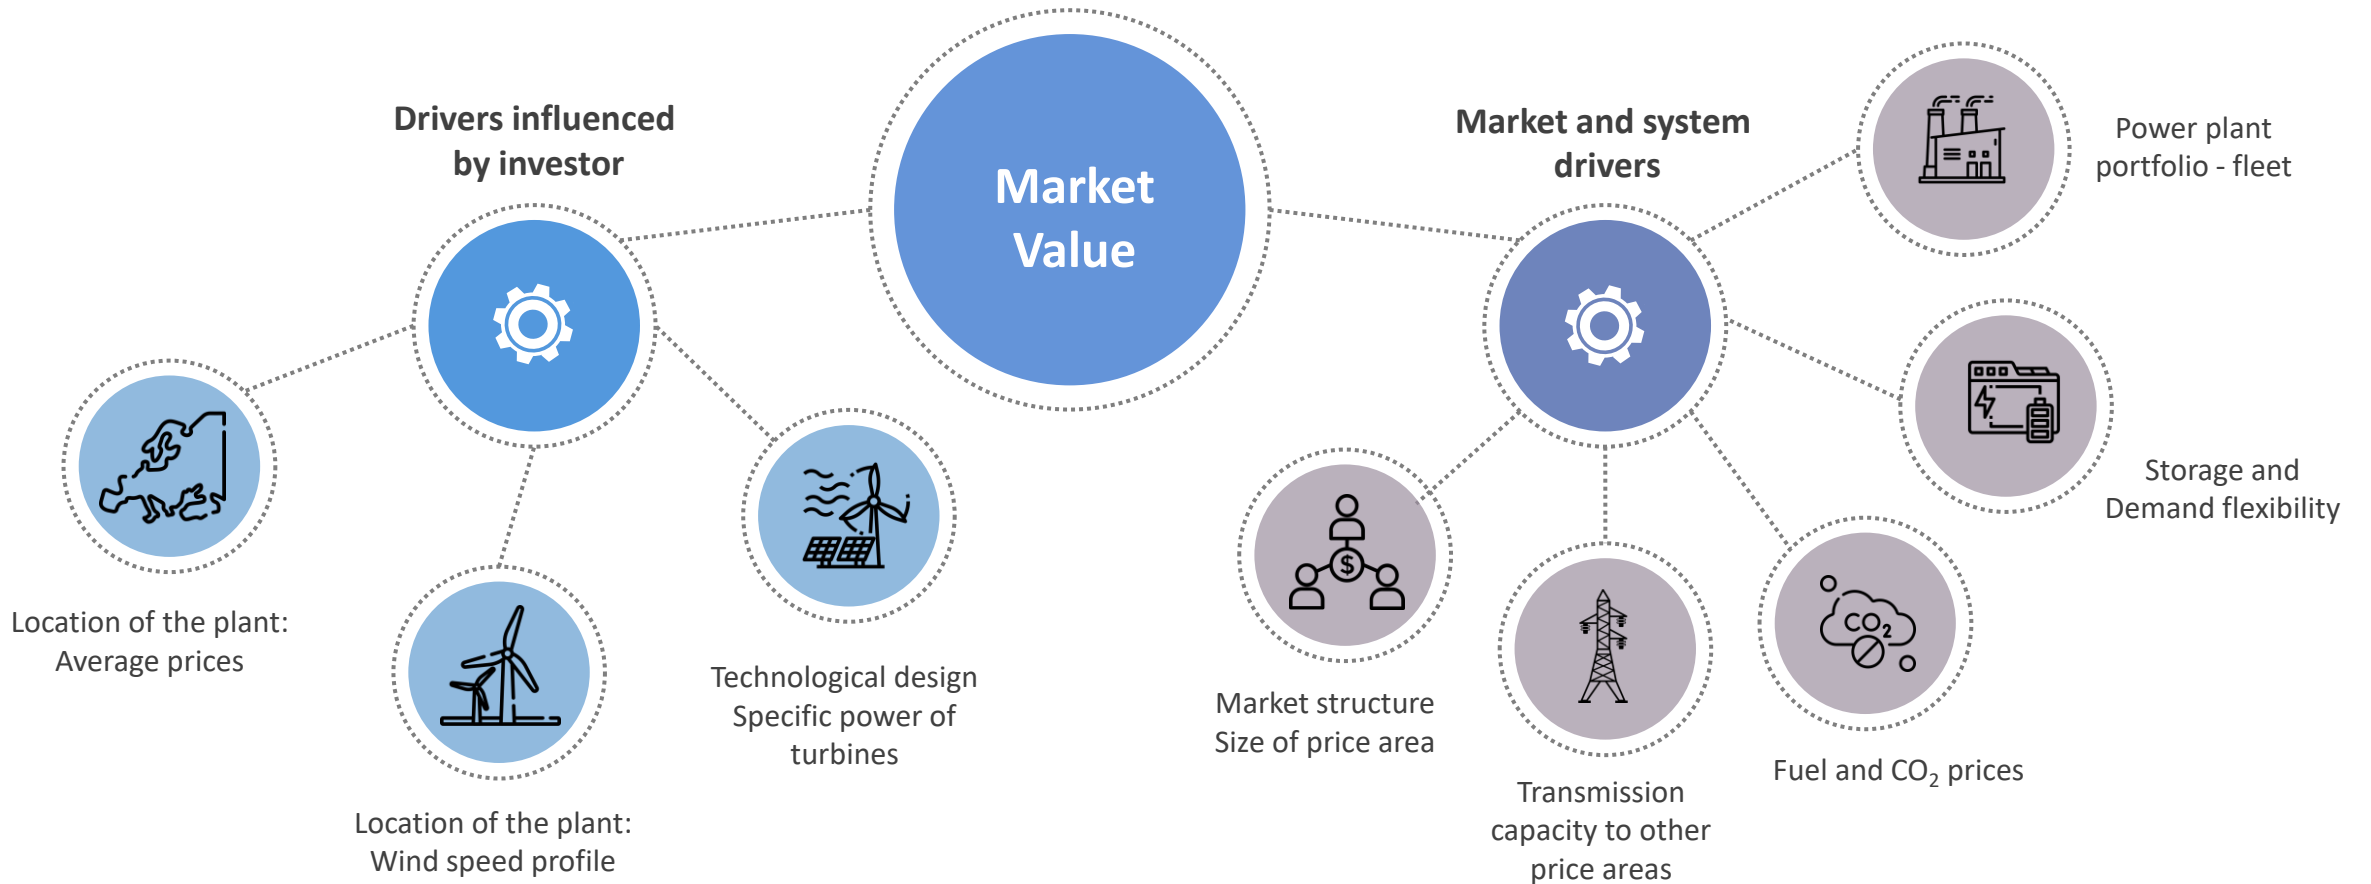 Market
Value
Drivers influenced
by investor
Location of the plant:
Average prices
Location of the plant:
Wind speed profile
Technological design
Specific power of
turbines
Market and system
drivers
$
Market structure
Size of price area
Transmission
capacity to other
price areas
CO₂
Fuel and CO₂ prices
Storage and
Demand flexibility
Power plant
portfolio - fleet